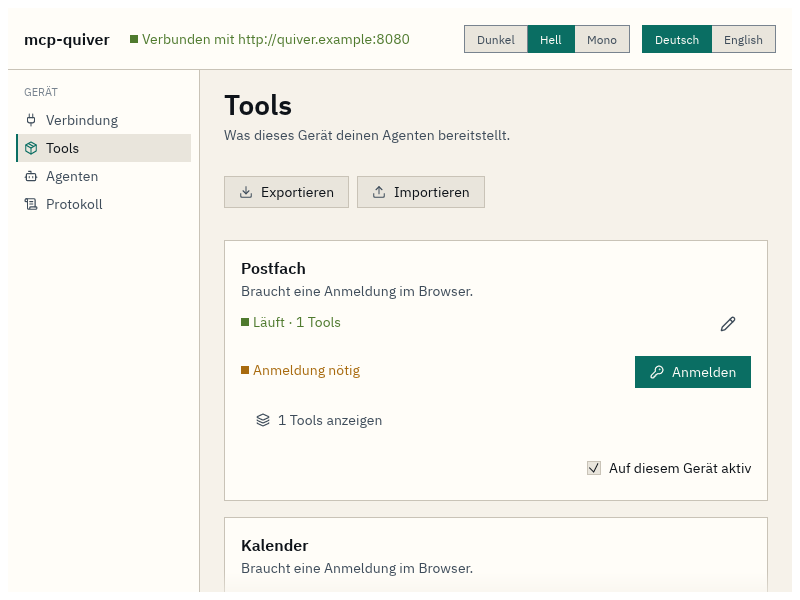 mcp-quiver
Verbunden mit http://quiver.example:8080
Dunkel Hell Mono
Deutsch English
GERÄT
Verbindung
Tools
Agenten
Protokoll
Tools
Was dieses Gerät deinen Agenten bereitstellt.
Exportieren Importieren
Postfach
Braucht eine Anmeldung im Browser.
Läuft · 1 Tools
Anmeldung nötig
Anmelden
1 Tools anzeigen
Auf diesem Gerät aktiv
Kalender
Braucht eine Anmeldung im Browser.